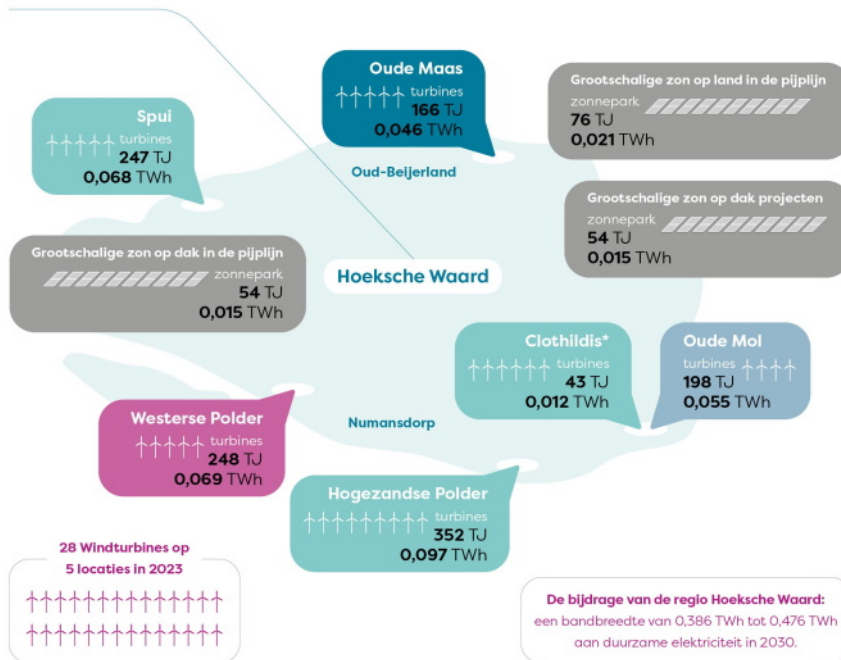 Oude Maas
turbines
166 TJ
0,046 TWh
Grootschalige zon op land in de pijplijn
zonnepark
76 TJ
0,021 TWh
Spui
turbines
247 TJ
0,068 TWh
Oud-Beijerland
Grootschalige zon op dak projecten
zonnepark
54 TJ
0,015 TWh
Grootschalige zon op dak in de pijplijn
zonnepark
54 TJ
0,015 TWh
Hoeksche Waard
Clothildis*
turbines
43 TJ
0,012 TWh
Oude Mol
turbines
198 TJ
0,055 TWh
Westerse Polder
turbines
248 TJ
0,069 TWh
Numansdorp
Hogezandse Polder
turbines
352 TJ
0,097 TWh
28 Windturbines op
5 locaties in 2023
De bijdrage van de regio Hoeksche Waard:
een bandbreedte van 0,386 TWh tot 0,476 TWh
aan duurzame elektriciteit in 2030.